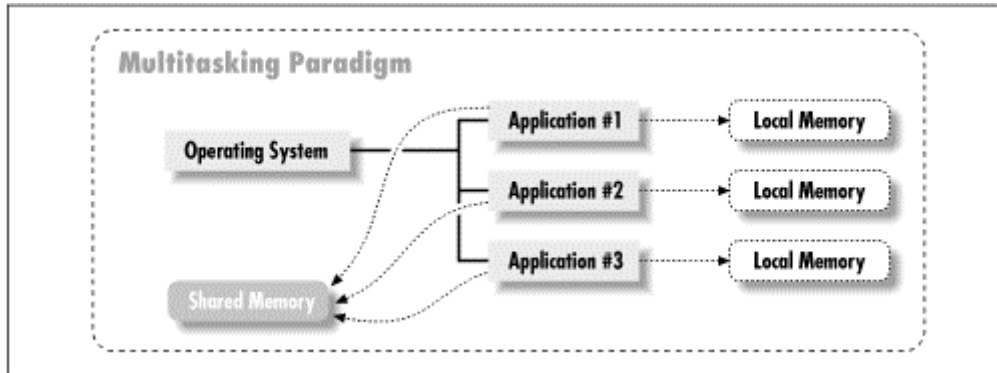 Multitasking Paradigm
Operating System
Application #1
Local Memory
Application #2
Local Memory
Application #3
Local Memory
Shared Memory